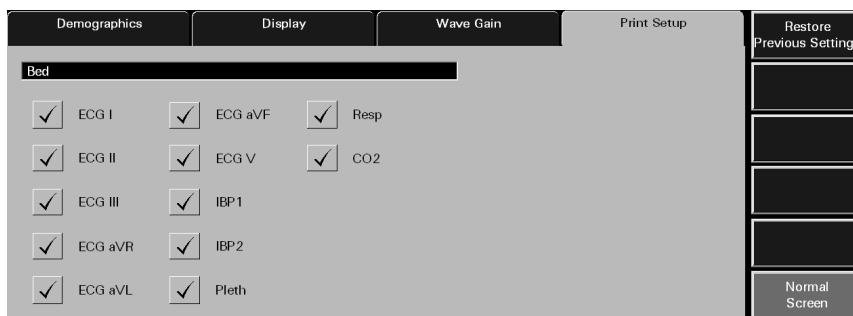 Demographics
Display
Wave Gain
Print Setup
Restore
Previous Setting
Bed
ECG I
ECG aVF
Resp
ECG II
ECG V
CO2
ECG III
IBP1
ECG aVR
IBP2
ECG aVL
Pleth
Normal
Screen